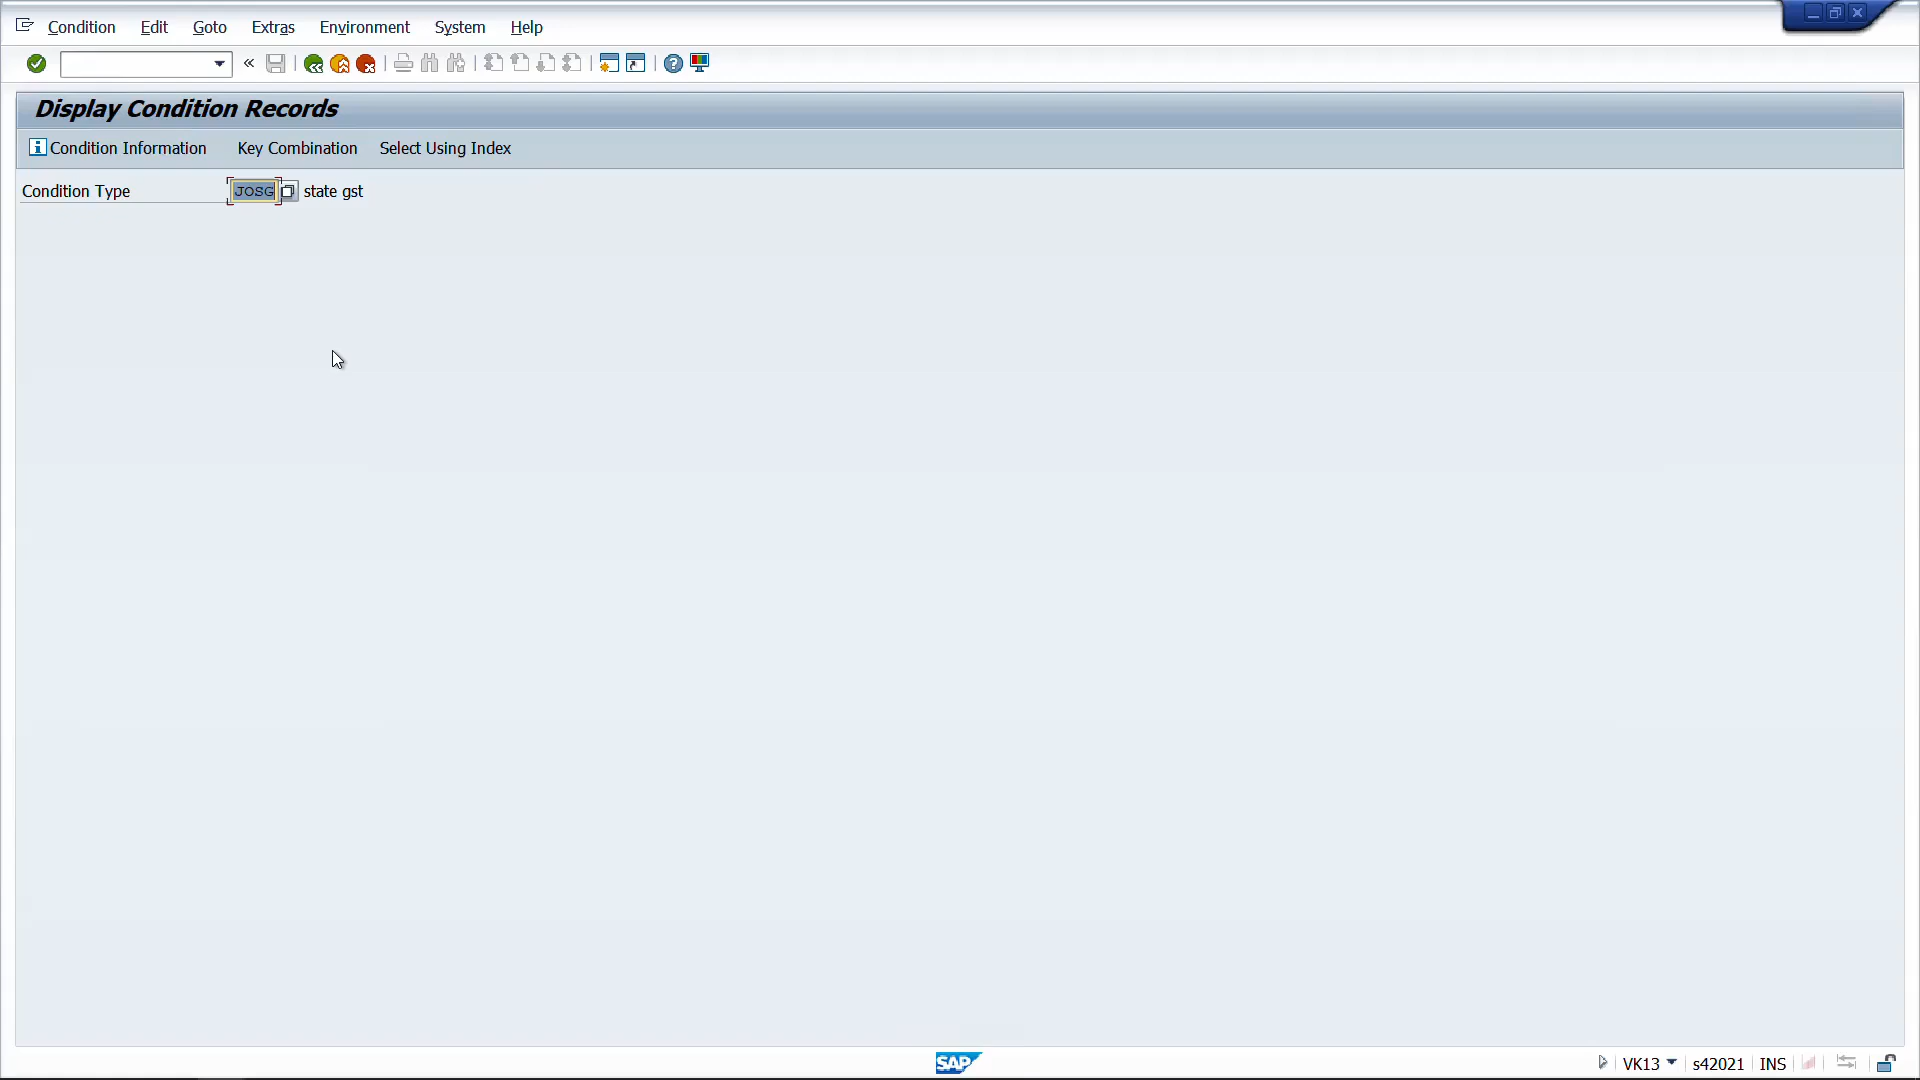 Condition Edit Goto Extras Environment System Help
«
Display Condition Records
Condition Information Key Combination Select Using Index
Condition Type JOSG state gst
SAP VK13 s42021 INS